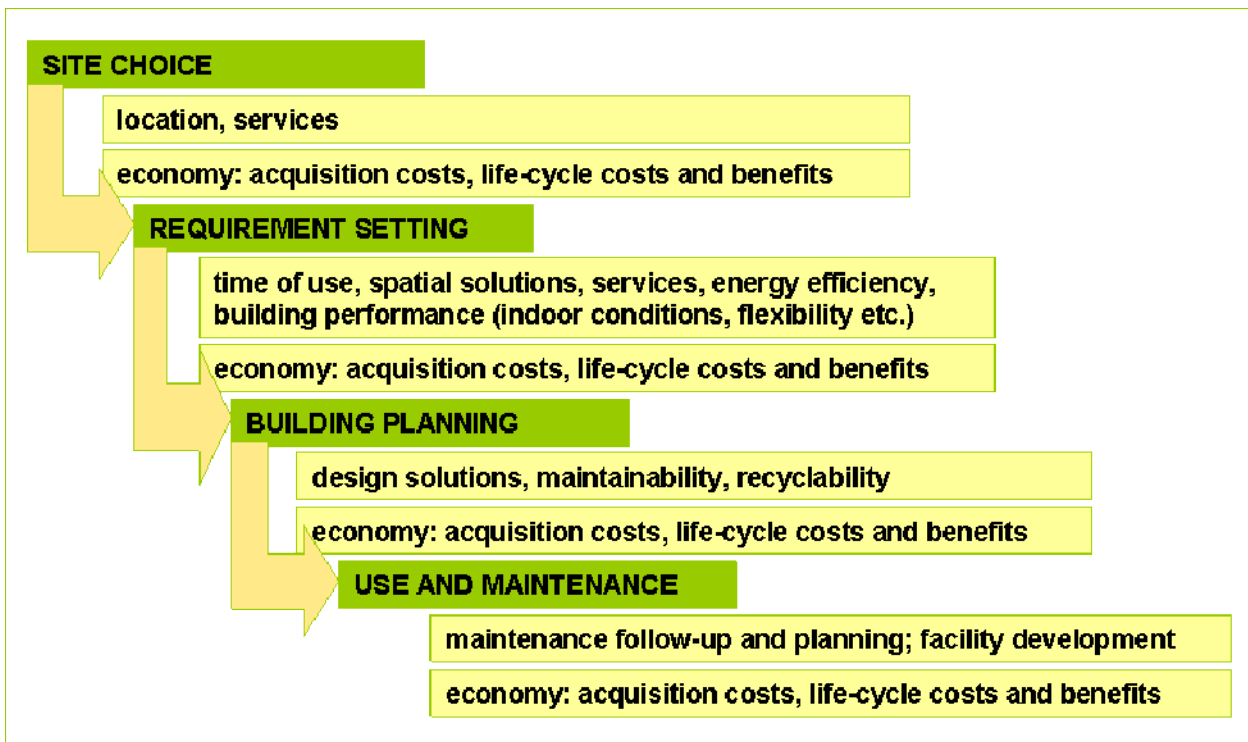 SITE CHOICE
location, services
economy: acquisition costs, life-cycle costs and benefits
REQUIREMENT SETTING
time of use, spatial solutions, services, energy efficiency,
building performance (indoor conditions, flexibility etc.)
economy: acquisition costs, life-cycle costs and benefits
BUILDING PLANNING
design solutions, maintainability, recyclability
economy: acquisition costs, life-cycle costs and benefits
USE AND MAINTENANCE
maintenance follow-up and planning; facility development
economy: acquisition costs, life-cycle costs and benefits